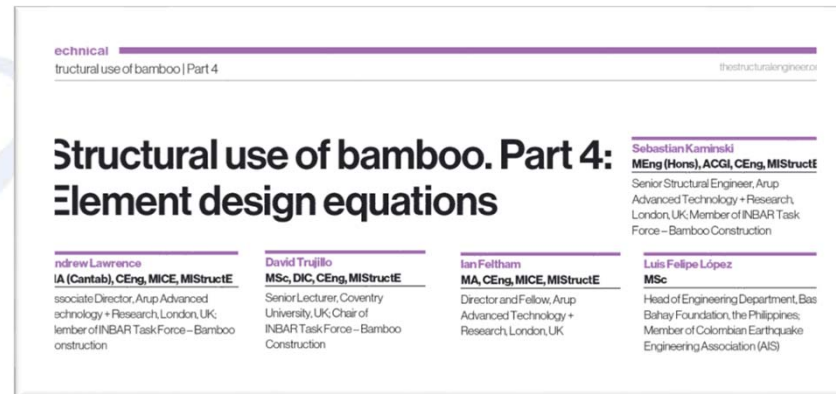 echnical
tructural use of bamboo | Part 4
thestructuralengineer.or
Structural use of bamboo. Part 4:
Element design equations
Sebastian Kaminski
MEng (Hons), ACGI, CEng, MIStructE
Senior Structural Engineer, Arup
Advanced Technology + Research,
London, UK; Member of INBAR Task
Force – Bamboo Construction
ndrew Lawrence
IA (Cantab), CEng, MICE, MIStructE
ssociate Director, Arup Advanced
echnology + Research, London, UK;
lember of INBAR Task Force – Bamboo
onstruction
David Trujillo
MSc, DIC, CEng, MIStructE
Senior Lecturer, Coventry
University, UK; Chair of
INBAR Task Force – Bamboo
Construction
Ian Feltham
MA, CEng, MICE, MIStructE
Director and Fellow, Arup
Advanced Technology +
Research, London, UK
Luis Felipe López
MSc
Head of Engineering Department, Bas
Bahay Foundation, the Philippines;
Member of Colombian Earthquake
Engineering Association (AIS)